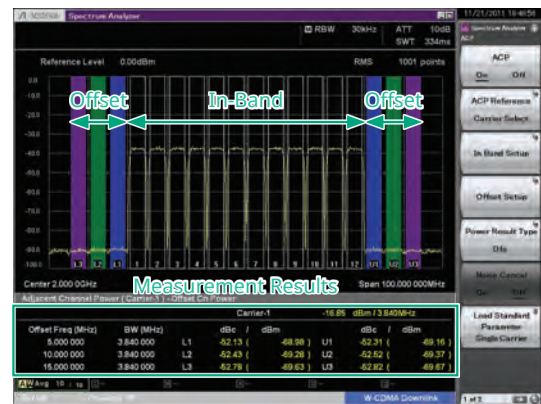 Spectrum Analyzer
11/21/2011 18:46:56
RBW 30kHz ATT 10dB
SWT 334ms
Spectrum Analyzer
ACP
Reference Level 0.00dBm RMS 1001 points
ACP
On Off
Offset In-Band Offset
ACP Reference
Carrier Select
In Band Setup
Offset Setup
Power Result Type
Noise Cancel
On Off
Load Standard
Parameter
Single Carrier
L3 L2 L1 1 2 3 4 5 6 7 8 9 10 11 12 U1 U2 U3
Center 2.000 0GHz Span 100.000 000MHz
Measurement Results
Adjacent Channel Power ( Carrier-1 ) - Offset Ch Power
Carrier-1 -16.85 dBm / 3.840MHz
Offset Freq (MHz) BW (MHz) dBc / dBm dBc / dBm
5.000 000 3.840 000 L1 -52.13 ( -68.98 ) U1 -52.31 ( -69.16 )
10.000 000 3.840 000 L2 -52.43 ( -69.28 ) U2 -52.52 ( -69.37 )
15.000 000 3.840 000 L3 -52.78 ( -69.63 ) U3 -52.82 ( -69.67 )
Avg 10 / 10
W-CDMA Downlink
1 of 2